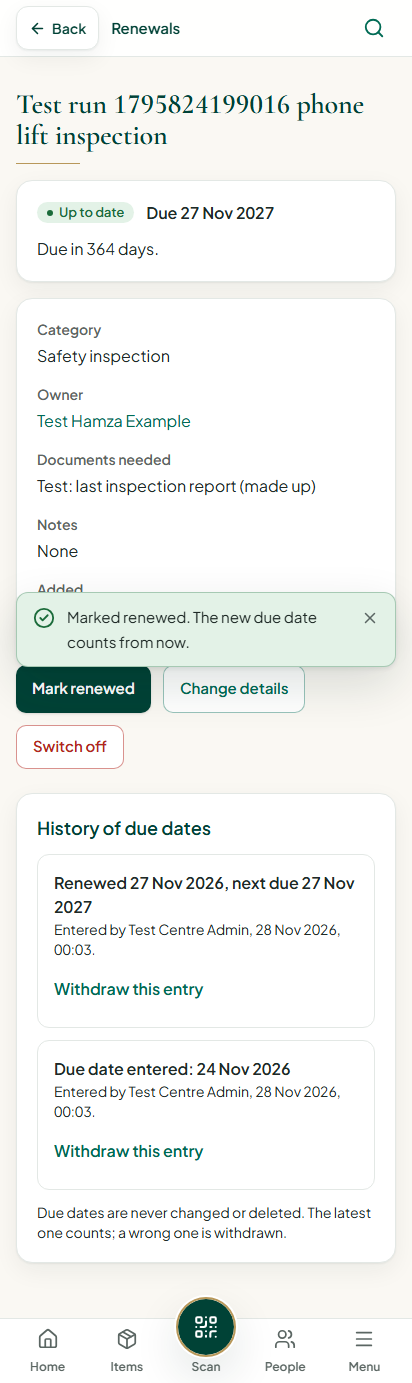 Back
Renewals
Test run 1795824199016 phone
lift inspection
Up to date
Due 27 Nov 2027
Due in 364 days.
Category
Safety inspection
Owner
Test Hamza Example
Documents needed
Test: last inspection report (made up)
Notes
None
Added
Marked renewed. The new due date
counts from now.
Mark renewed
Change details
Switch off
History of due dates
Renewed 27 Nov 2026, next due 27 Nov
2027
Entered by Test Centre Admin, 28 Nov 2026,
00:03.
Withdraw this entry
Due date entered: 24 Nov 2026
Entered by Test Centre Admin, 28 Nov 2026,
00:03.
Withdraw this entry
Due dates are never changed or deleted. The latest
one counts; a wrong one is withdrawn.
Home
Items
Scan
People
Menu